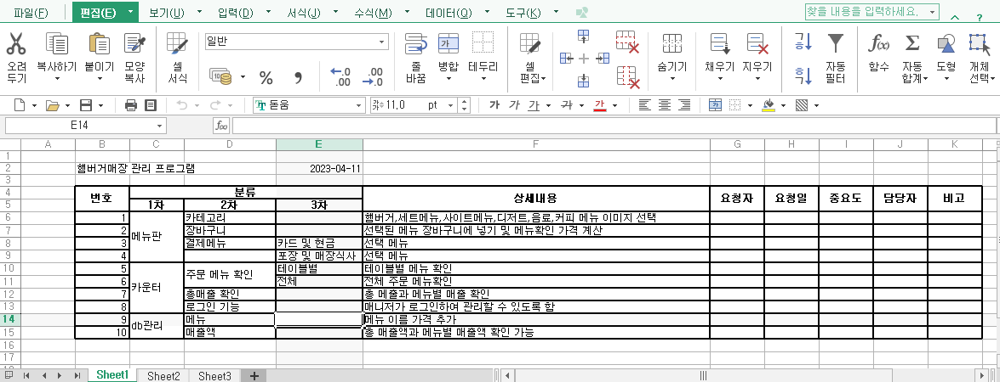 파일(F) 편집(E) 보기(U) 입력(D) 서식(J) 수식(M) 데이터(Q) 도구(K) 찾을 내용을 입력하세요. ?
오려 두기 복사하기 붙이기 모양 복사 셀 서식 일반 % , ←.0 .00 .00 →.0 줄 바꿈 병합 테두리 셀 편집 숨기기 채우기 지우기 자동 필터 함수 자동 합계 도형 개체 선택
돋움 11,0 pt 가 가 가 가 가
E14 f(x)
A B C D E F G H I J K
1
2 햄버거매장 관리 프로그램 2023-04-11
3
4 번호 분류 상세내용 요청자 요청일 중요도 담당자 비고
5 1차 2차 3차
6 1 메뉴판 카테고리 햄버거,세트메뉴,사이트메뉴,디저트,음료,커피 메뉴 이미지 선택
7 2 장바구니 선택된 메뉴 장바구니에 넣기 및 메뉴확인 가격 계산
8 3 결제메뉴 카드 및 현금 선택 메뉴
9 4 포장 및 매장식사 선택 메뉴
10 5 카운터 주문 메뉴 확인 테이블별 테이블별 메뉴확인
11 6 전체 전체 주문 메뉴확인
12 7 총매출 확인 총 메출과 메뉴별 매출 확인
13 8 로그인 기능 매니저가 로그인하여 관리할 수 있도록 함
14 9 db관리 메뉴 메뉴 이름 가격 추가
15 10 매출액 총 매출액과 메뉴별 매출액 확인 가능
16
17
Sheet1 Sheet2 Sheet3 +